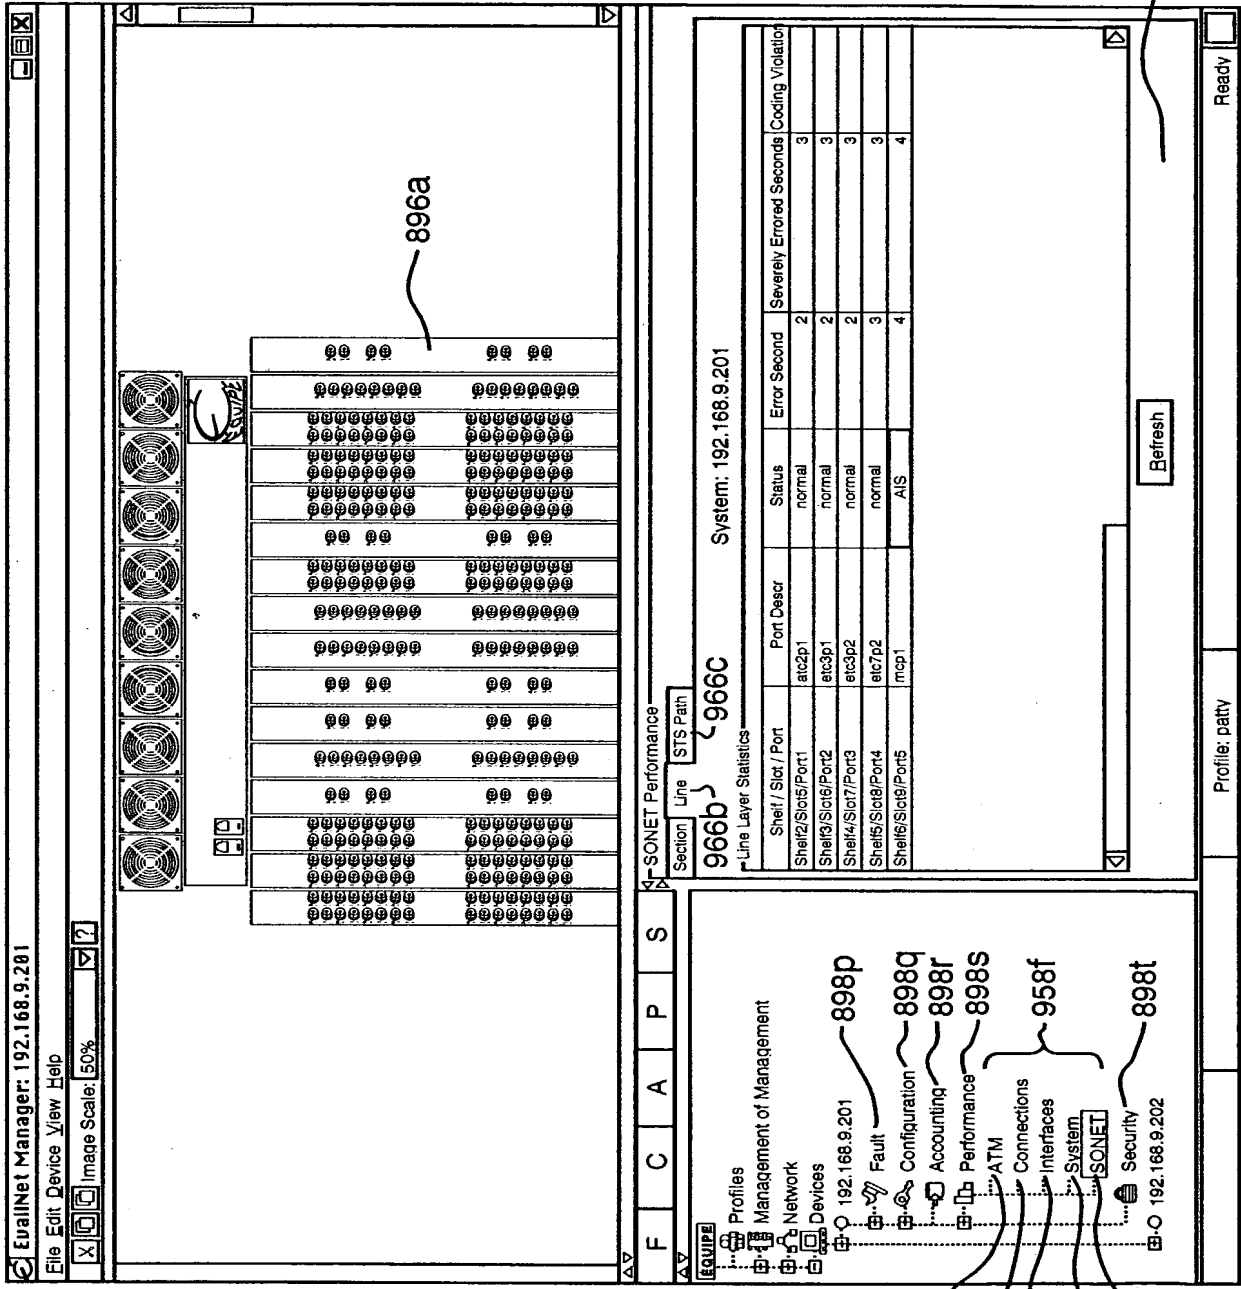 EvallNet Manager: 192.168.9.201
File Edit Device View Help
Image Scale: 50% ?
896a
F C A P S
EQUIPE
Profiles
Management of Management
Network
Devices
192.168.9.201
Fault
898p
Configuration
898q
Accounting
898r
Performance
898s
ATM
Connections
Interfaces
System
SONET
958f
Security
898t
192.168.9.202
SONET Performance
Section Line STS Path
966b 966c
System: 192.168.9.201
Line Layer Statistics
Shelf / Slot / Port Port Descr Status Error Second Severely Errored Seconds Coding Violation
Shelf2/Slot5/Port1 atc2p1 normal 2 3
Shelf3/Slot6/Port2 etc3p1 normal 2 3
Shelf4/Slot7/Port3 etc3p2 normal 2 3
Shelf5/Slot8/Port4 etc7p2 normal 3 3
Shelf6/Slot9/Port5 mcp1 AIS 4 4
Refresh
Profile: patty
Ready